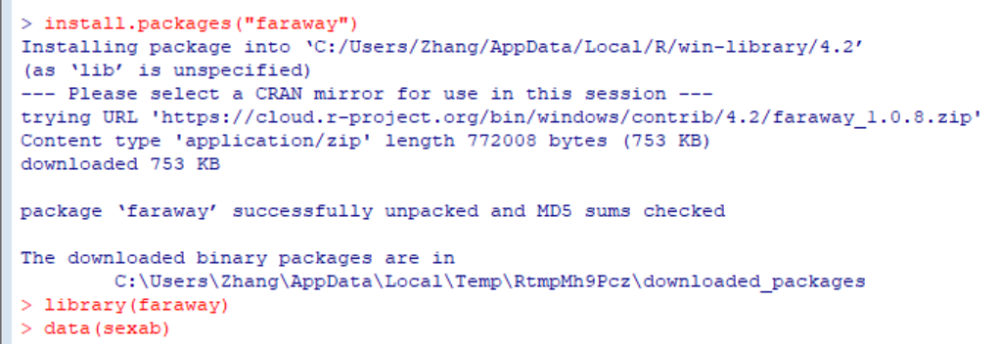 > install.packages("faraway")
Installing package into ‘C:/Users/Zhang/AppData/Local/R/win-library/4.2’
(as ‘lib’ is unspecified)
--- Please select a CRAN mirror for use in this session ---
trying URL 'https://cloud.r-project.org/bin/windows/contrib/4.2/faraway_1.0.8.zip'
Content type 'application/zip' length 772008 bytes (753 KB)
downloaded 753 KB
package ‘faraway’ successfully unpacked and MD5 sums checked
The downloaded binary packages are in
C:\Users\Zhang\AppData\Local\Temp\RtmpMh9Pcz\downloaded_packages
> library(faraway)
> data(sexab)